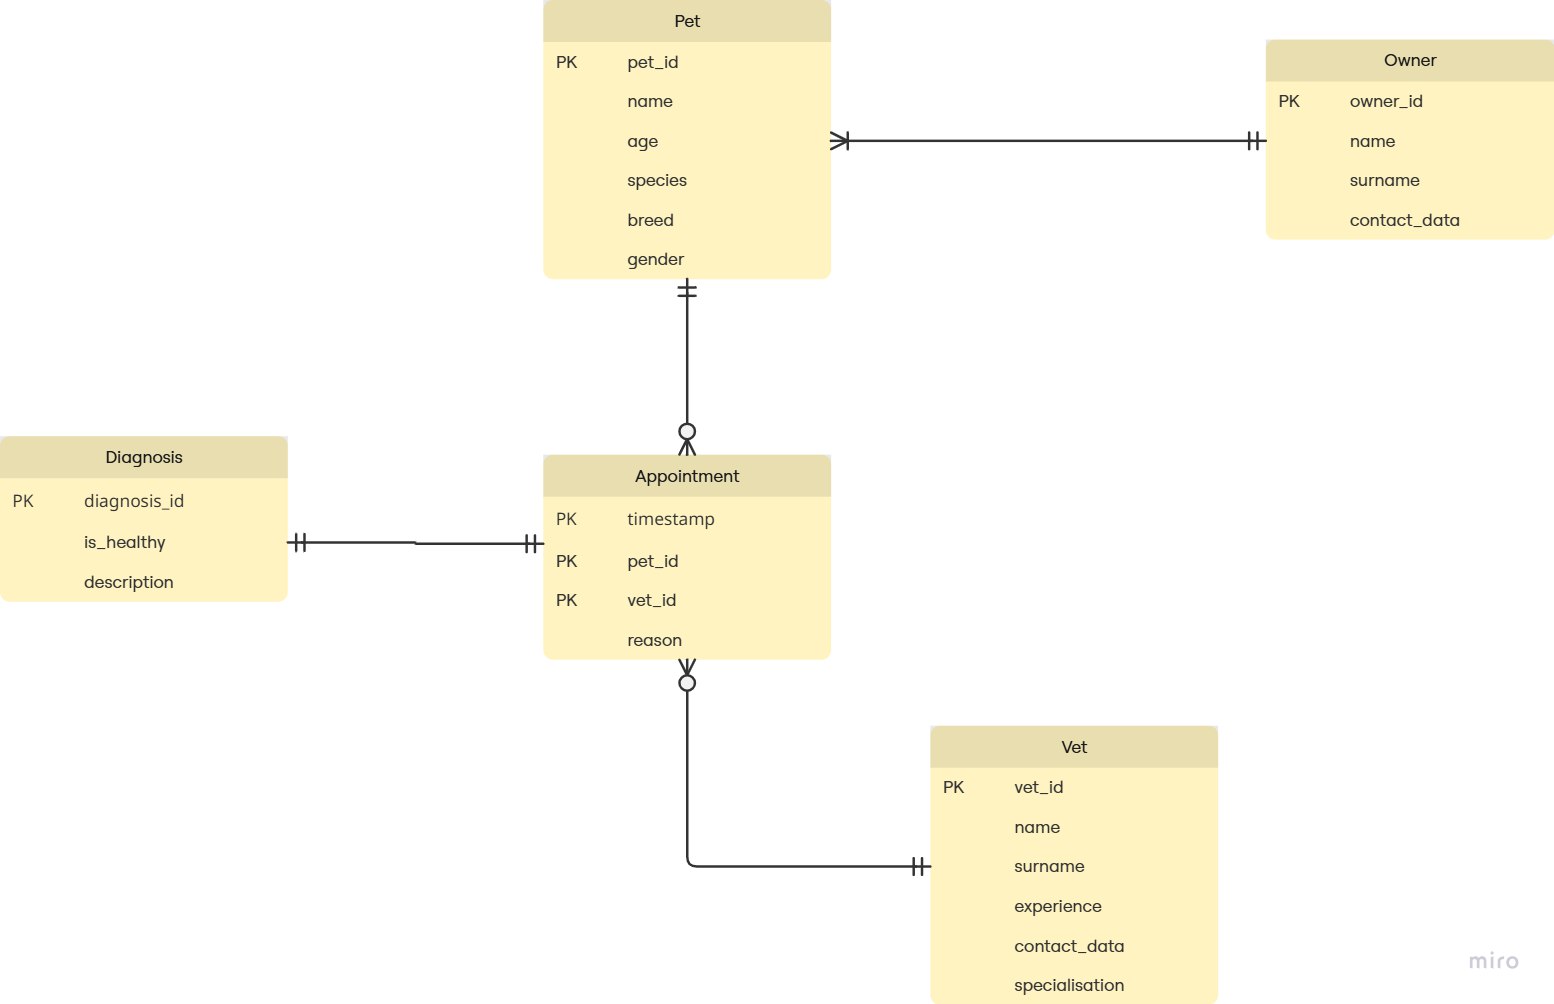 Pet
PK pet_id
name
age
species
breed
gender
Owner
PK owner_id
name
surname
contact_data
Diagnosis
PK diagnosis_id
is_healthy
description
Appointment
PK timestamp
PK pet_id
PK vet_id
reason
Vet
PK vet_id
name
surname
experience
contact_data
specialisation
miro